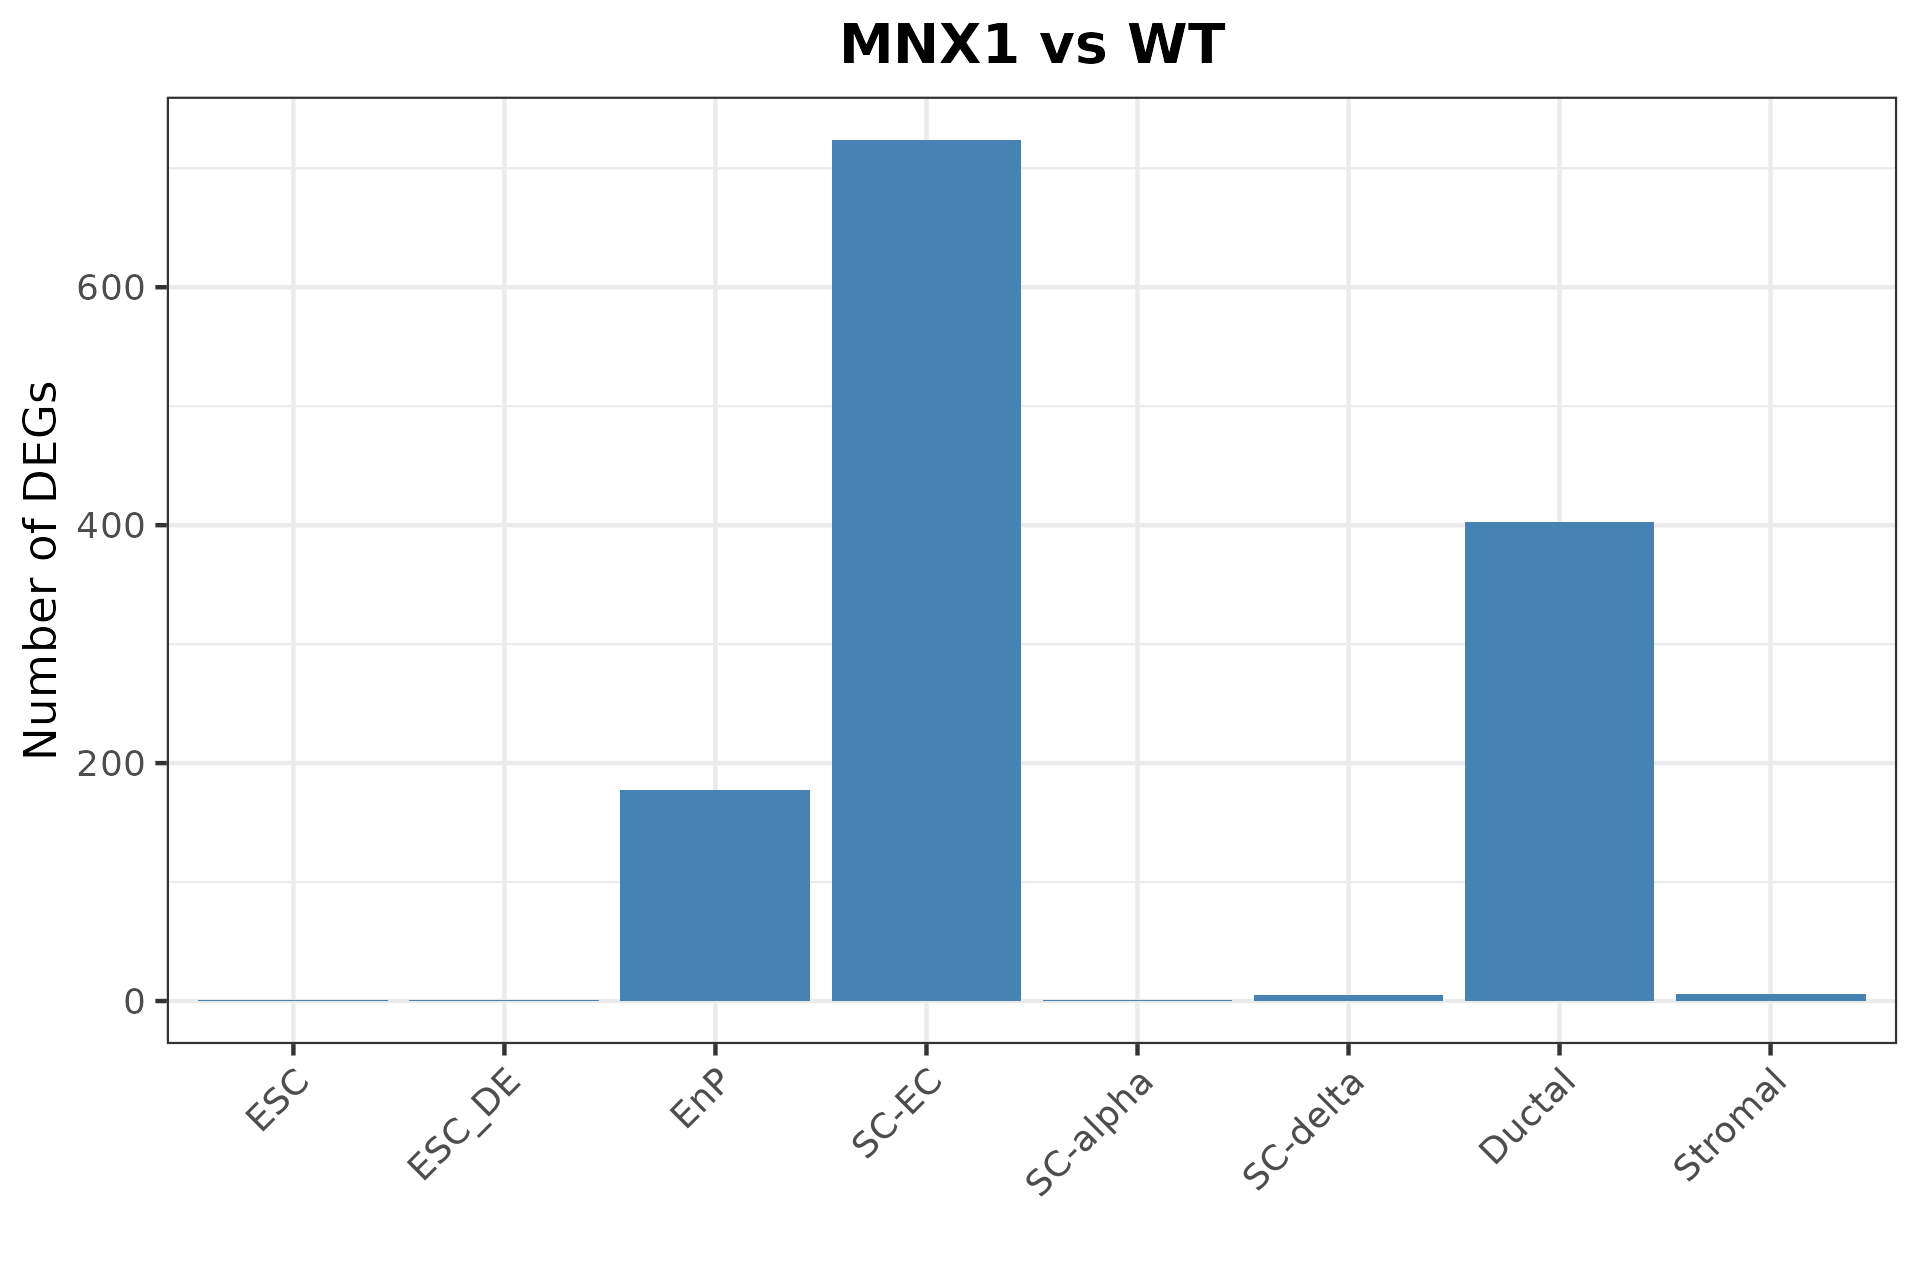 MNX1 vs WT
Number of DEGs
600
400
200
0
ESC
ESC_DE
EnP
SC-EC
SC-alpha
SC-delta
Ductal
Stromal